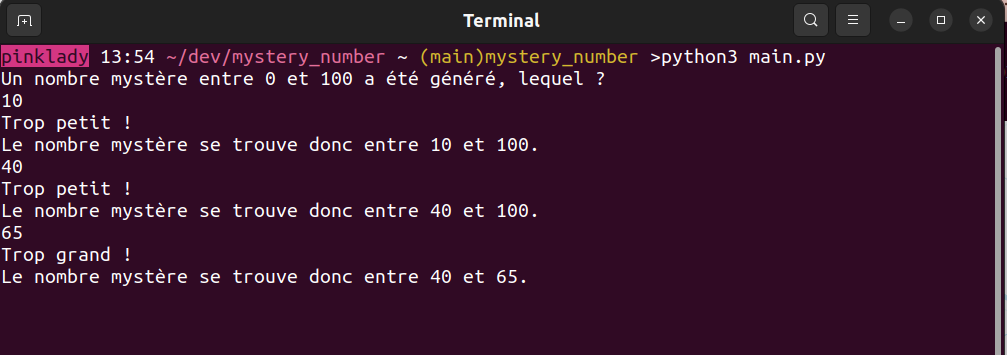 Terminal
pinklady 13:54 ~/dev/mystery_number ~ (main)mystery_number >python3 main.py
Un nombre mystère entre 0 et 100 a été généré, lequel ?
10
Trop petit !
Le nombre mystère se trouve donc entre 10 et 100.
40
Trop petit !
Le nombre mystère se trouve donc entre 40 et 100.
65
Trop grand !
Le nombre mystère se trouve donc entre 40 et 65.